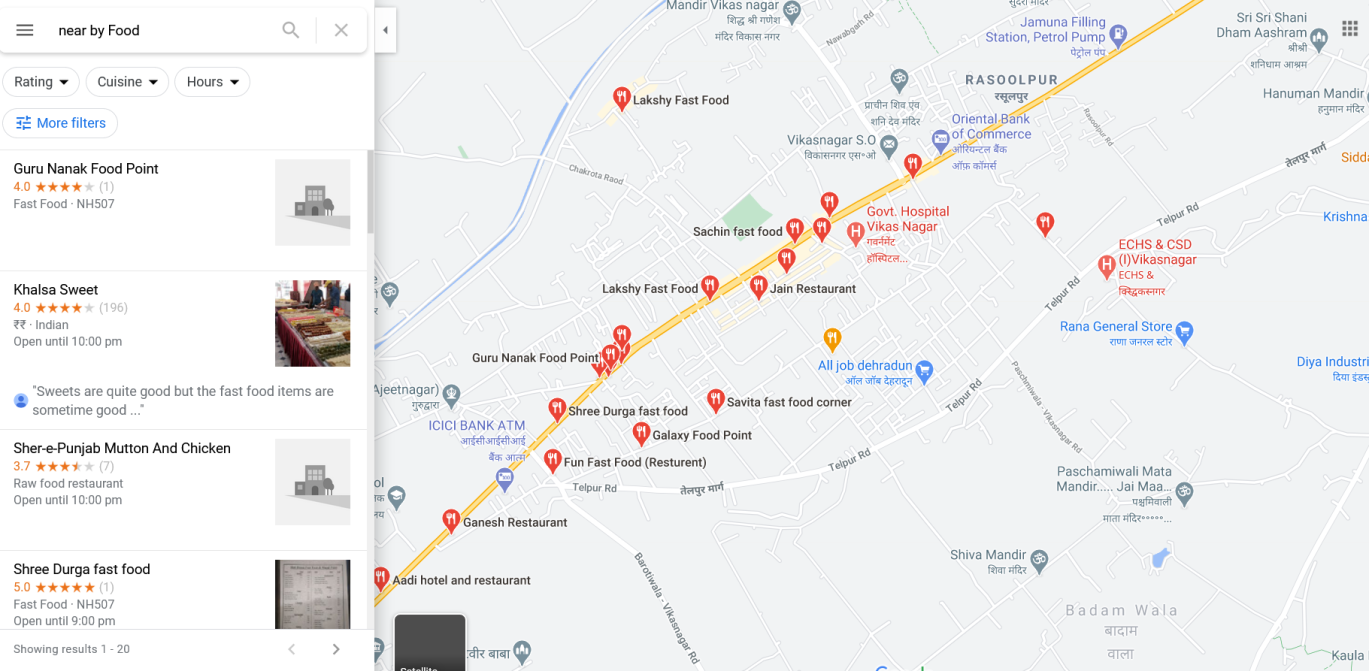 near by Food
Rating
Cuisine
Hours
More filters
Guru Nanak Food Point
4.0 (1)
Fast Food · NH507
Khalsa Sweet
4.0 (196)
₹₹ · Indian
Open until 10:00 pm
"Sweets are quite good but the fast food items are
sometime good ..."
Sher-e-Punjab Mutton And Chicken
3.7 (7)
Raw food restaurant
Open until 10:00 pm
Shree Durga fast food
5.0 (1)
Fast Food · NH507
Open until 9:00 pm
Showing results 1 - 20
Mandir Vikas nagar
शिद्ध श्री गणेश
मंदिर विकास नगर
Nawabgarh Rd
Jamuna Filling
Station, Petrol Pump
पेट्रोल पंप
Sri Sri Shani
Dham Aashram
श्रीश्री
शनिधाम आश्रम
RASOOLPUR
रसूलपुर
Hanuman Mandir
हनुमान मंदिर
Lakshy Fast Food
प्राचीन शिव एंव
शनि देव मंदिर
Oriental Bank
of Commerce
ओरियन्टल बैंक
ऑफ़ कॉमर्स
Rasoolpur Rd
Vikasnagar S.O
विकासनगर एस॰ओ
तेलपुर मार्ग
Sidda
Chakrota Raod
Telpur Rd
Krishna
Govt. Hospital
Vikas Nagar
गवर्नमेंट
हॉस्पिटल...
Sachin fast food
ECHS & CSD
(I)Vikasnagar
ECHS &
Lakshy Fast Food
Jain Restaurant
Telpur Rd
Rana General Store
राणा जनरल स्टोर
Guru Nanak Food Point
All job dehradun
ऑल जॉब देहरादून
Diya Industri
दिया इंडस्
Ajeetnagar)
गुरुद्वारा
Paschmiwala - Vikasnagar Rd
Telpur Rd
Savita fast food corner
Shree Durga fast food
ICICI BANK ATM
आईसीआईसीआई
बैंक आत्म
Galaxy Food Point
Fun Fast Food (Resturent)
Telpur Rd
Telpur Rd
तेलपुर मार्ग
Paschamiwali Mata
Mandir..... Jai Maa...
पश्चमिवाली
माता मंदिर॰॰॰॰॰...
ol
क
लय
Ganesh Restaurant
Shiva Mandir
शिवा मंदिर
Barotiwala - Vikasnagar Rd
Aadi hotel and restaurant
Badam Wala
बादाम
वाला
वीर बाबा
Kaula